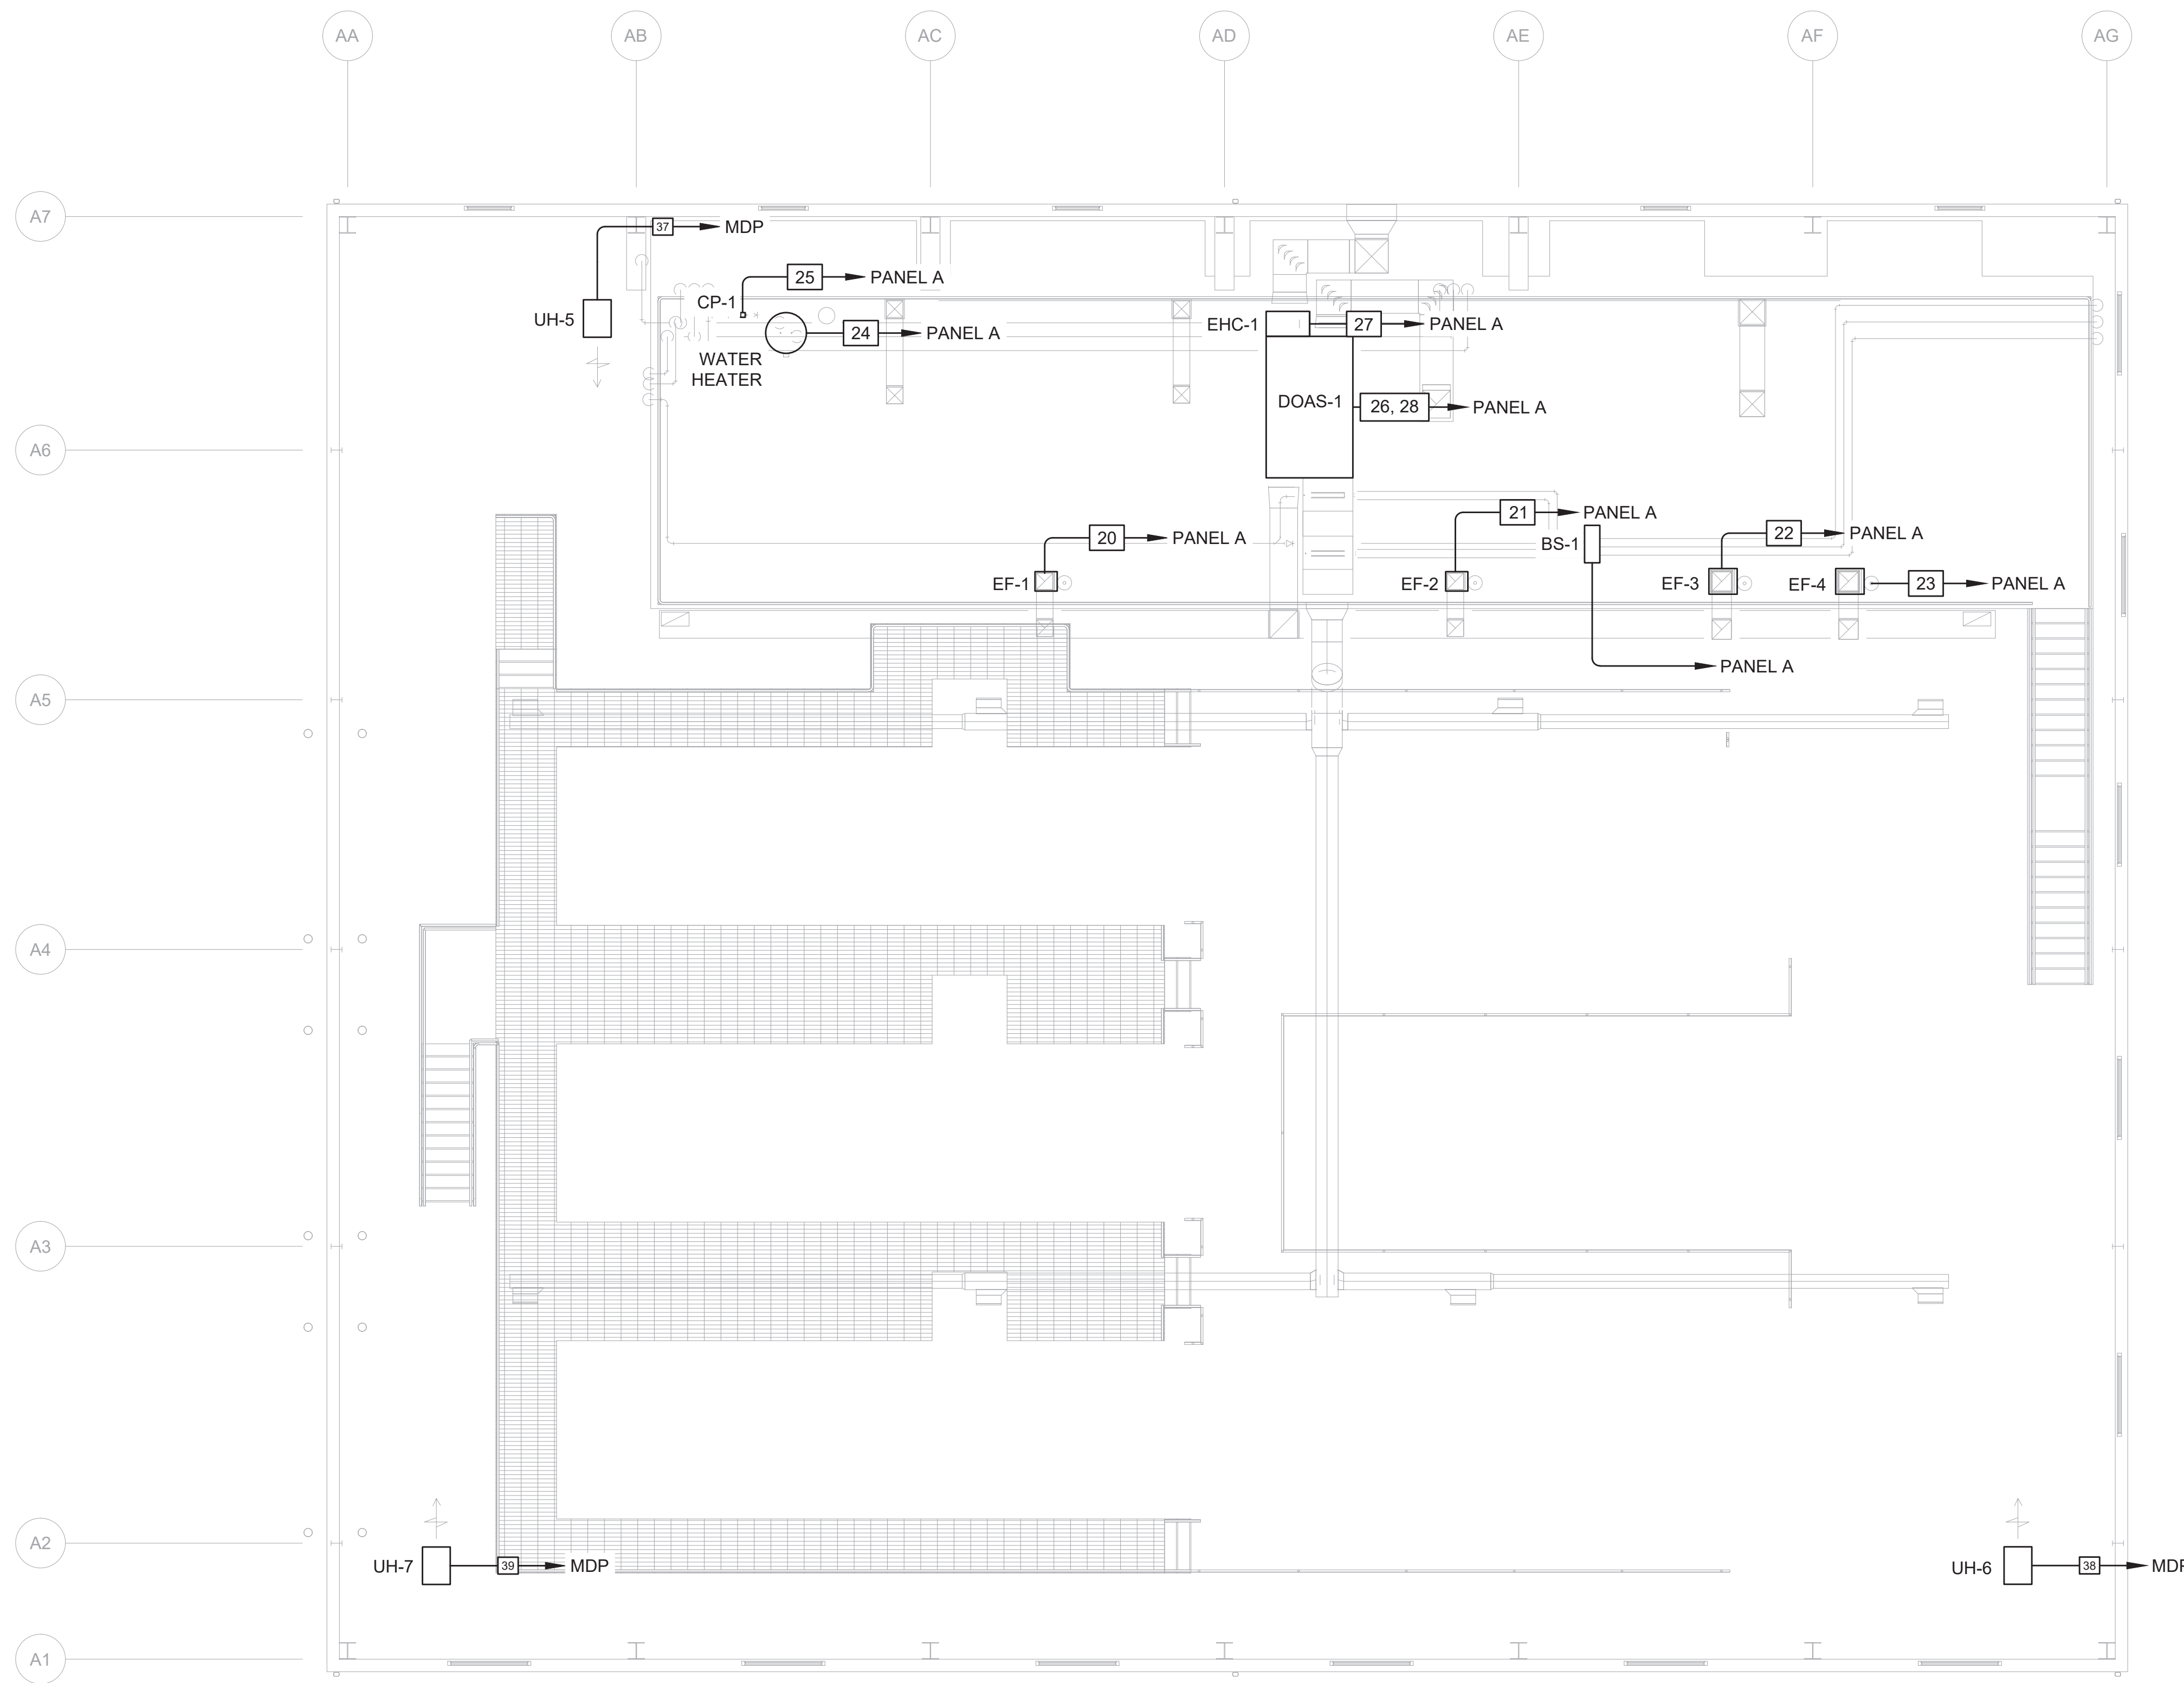 AA
AB
AC
AD
AE
AF
AG
A7
37
MDP
25
PANEL A
CP-1
UH-5
24
PANEL A
WATER
HEATER
EHC-1
27
PANEL A
DOAS-1
26, 28
PANEL A
A6
20
PANEL A
21
PANEL A
BS-1
22
PANEL A
EF-1
EF-2
EF-3
EF-4
23
PANEL A
PANEL A
A5
A4
A3
A2
UH-7
39
MDP
UH-6
38
MDP
A1